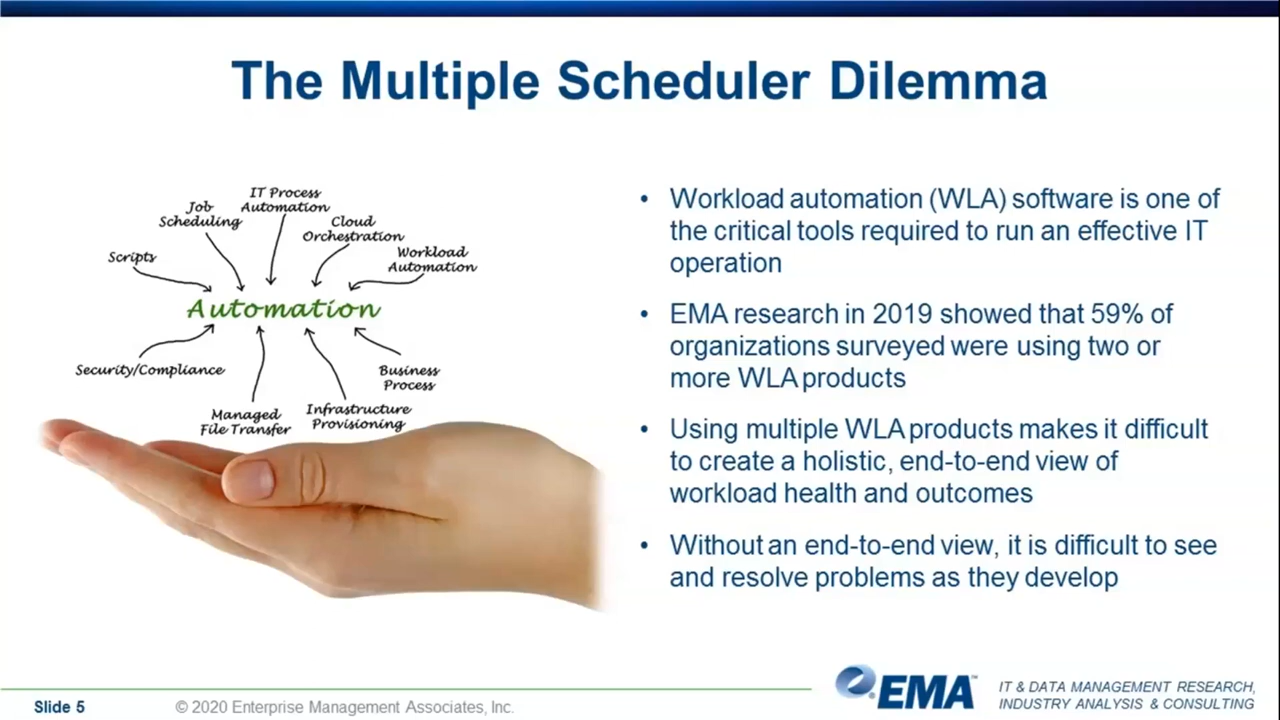 The Multiple Scheduler Dilemma
IT Process
Automation
Job
Scheduling
Cloud
Orchestration
Scripts
Workload
Automation
Automation
Security/Compliance
Business
Process
Managed
File Transfer
Infrastructure
Provisioning
• Workload automation (WLA) software is one of
the critical tools required to run an effective IT
operation
• EMA research in 2019 showed that 59% of
organizations surveyed were using two or
more WLA products
• Using multiple WLA products makes it difficult
to create a holistic, end-to-end view of
workload health and outcomes
• Without an end-to-end view, it is difficult to see
and resolve problems as they develop
Slide 5
© 2020 Enterprise Management Associates, Inc.
EMA™
IT & DATA MANAGEMENT RESEARCH,
INDUSTRY ANALYSIS & CONSULTING